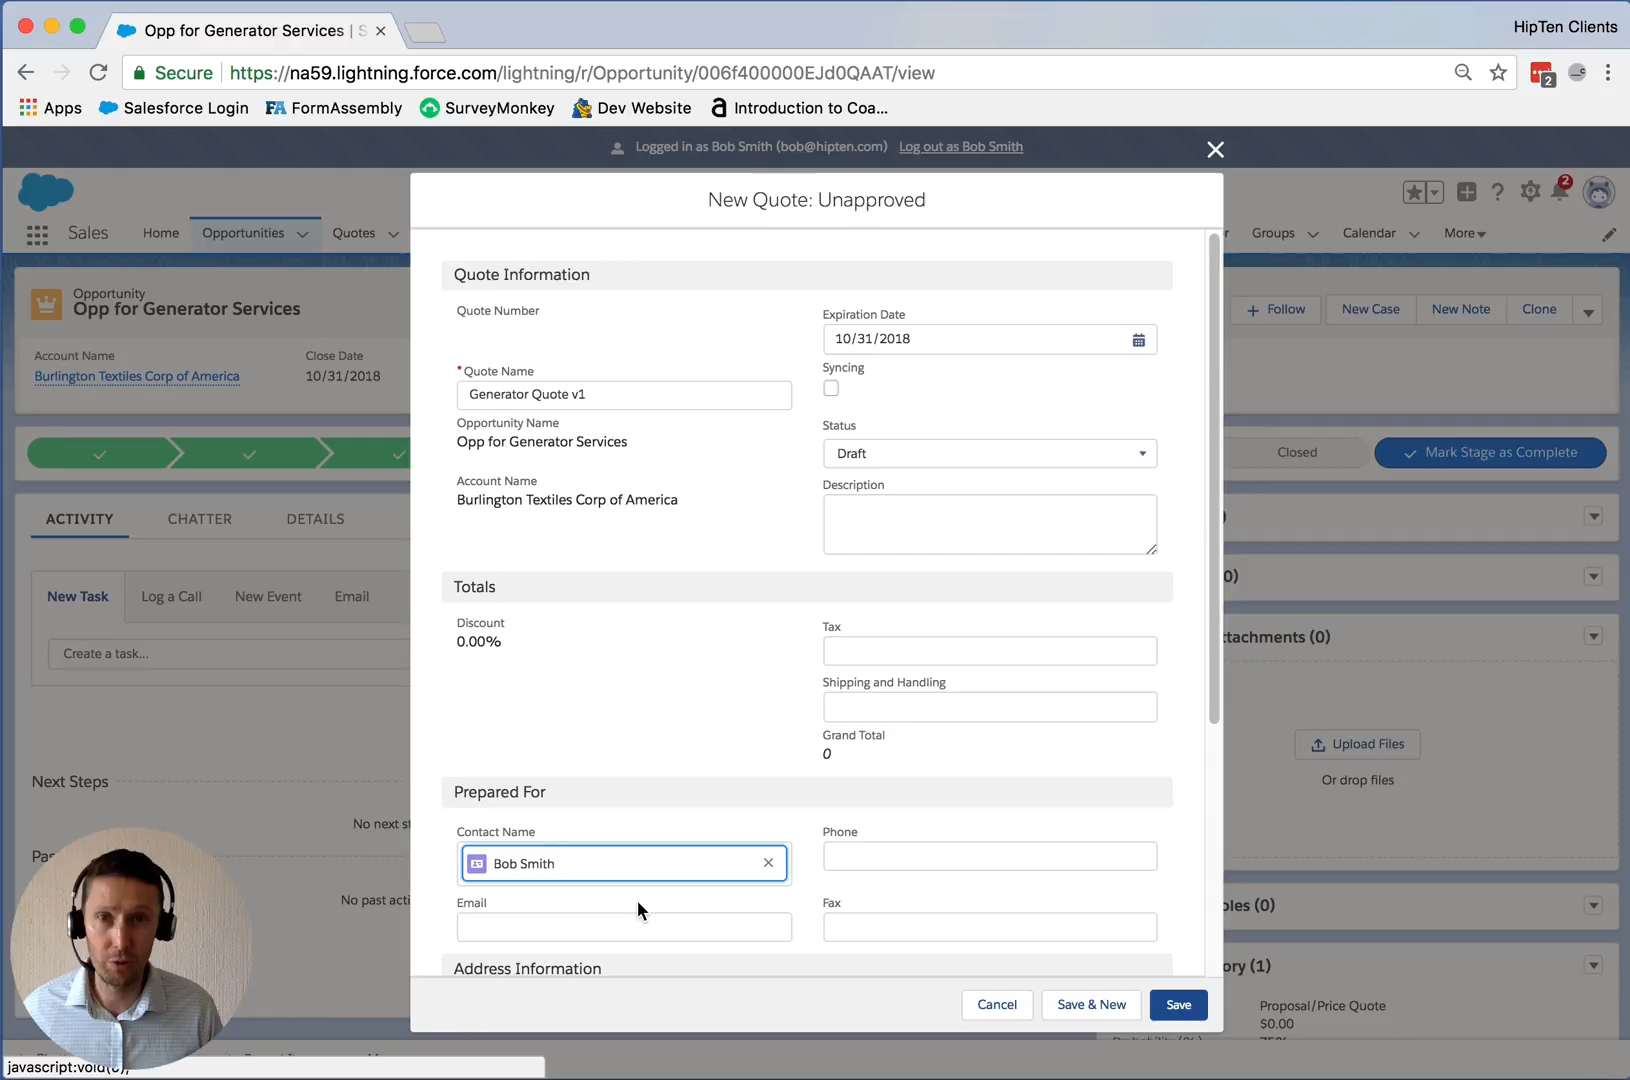 Opp for Generator Services | S
HipTen Clients
Secure https://na59.lightning.force.com/lightning/r/Opportunity/006f400000EJd0QAAT/view
2
Apps Salesforce Login FormAssembly SurveyMonkey Dev Website Introduction to Coa...
Logged in as Bob Smith (bob@hipten.com) Log out as Bob Smith
New Quote: Unapproved
2
Sales Home Opportunities Quotes Groups Calendar More
Opportunity
Opp for Generator Services
Follow New Case New Note Clone
Account Name Close Date
Burlington Textiles Corp of America 10/31/2018
Quote Information
Quote Number
Expiration Date
10/31/2018
* Quote Name
Generator Quote v1
Syncing
Opportunity Name
Opp for Generator Services
Status
Draft
Account Name
Burlington Textiles Corp of America
Description
Closed Mark Stage as Complete
ACTIVITY CHATTER DETAILS
New Task Log a Call New Event Email
Create a task...
Totals
Discount
0.00%
Tax
Shipping and Handling
Grand Total
0
0)
ttachments (0)
Upload Files
Or drop files
Next Steps
No next st
Pas
No past acti
Prepared For
Contact Name
Bob Smith
Phone
Email
Fax
Address Information
Cancel Save & New Save
bles (0)
ory (1)
Proposal/Price Quote
$0.00
75%
javascript:void(0);